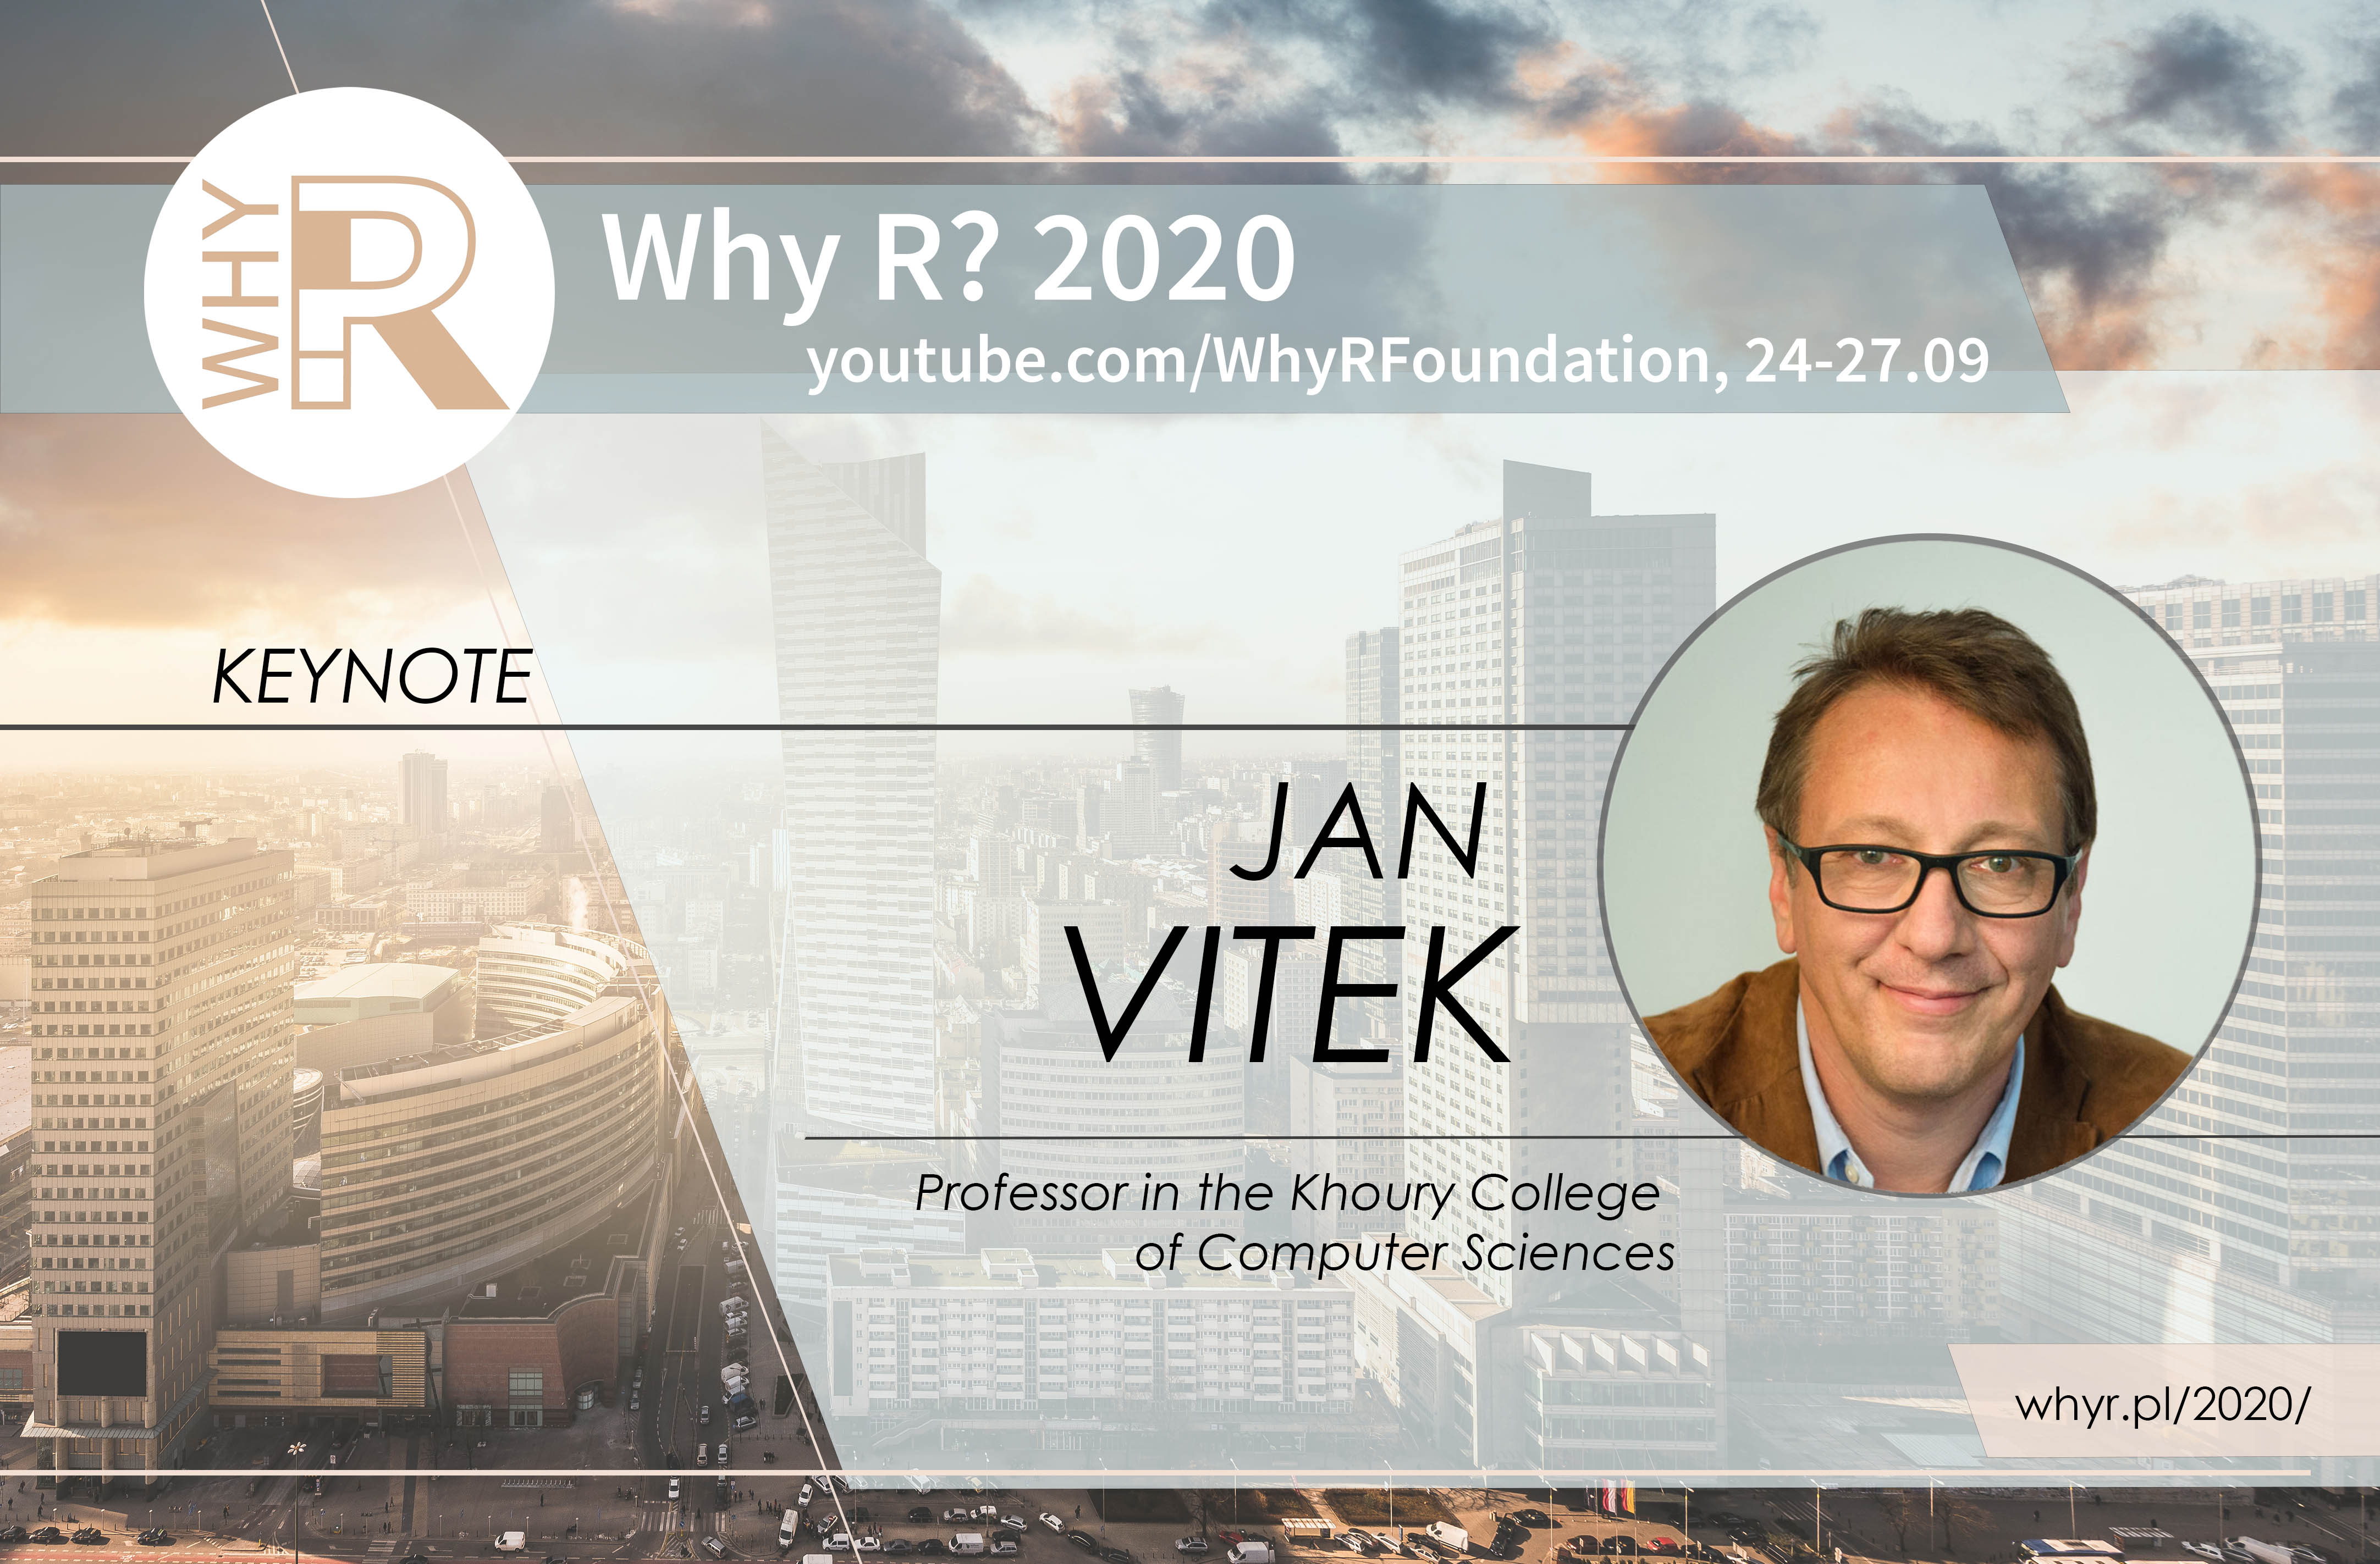 WHY R
Why R? 2020
youtube.com/WhyRFoundation, 24-27.09
KEYNOTE
JAN
VITEK
Professor in the Khoury College
of Computer Sciences
whyr.pl/2020/